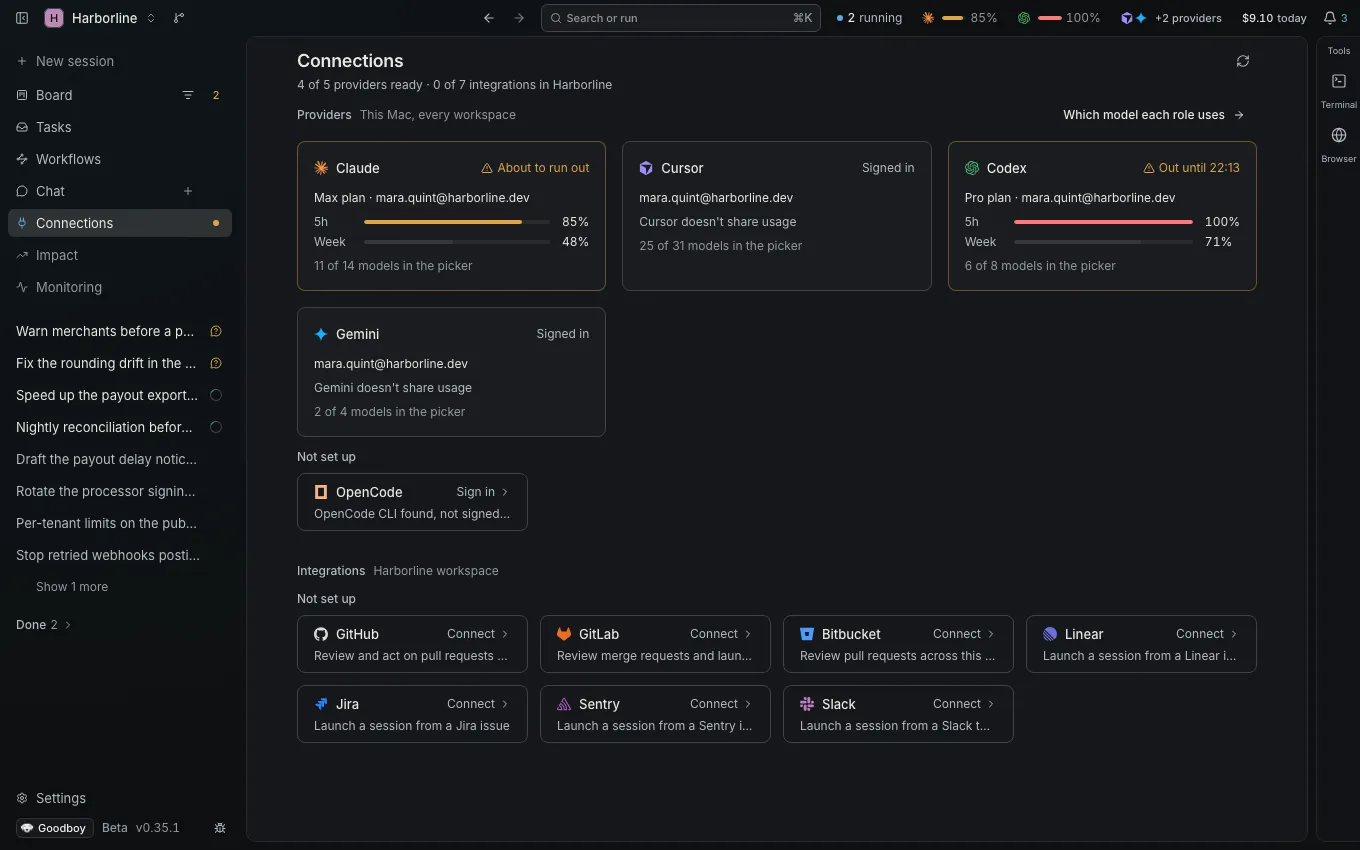 H Harborline
Search or run ⌘K
2 running
85%
100%
+2 providers
$9.10 today
3
New session
Board 2
Tasks
Workflows
Chat
Connections
Impact
Monitoring
Warn merchants before a p...
Fix the rounding drift in the ...
Speed up the payout export...
Nightly reconciliation befor...
Draft the payout delay notic...
Rotate the processor signin...
Per-tenant limits on the pub...
Stop retried webhooks posti...
Show 1 more
Done 2
Settings
Goodboy Beta v0.35.1
Connections
4 of 5 providers ready · 0 of 7 integrations in Harborline
Providers This Mac, every workspace
Which model each role uses
Claude About to run out
Max plan · mara.quint@harborline.dev
5h 85%
Week 48%
11 of 14 models in the picker
Cursor Signed in
mara.quint@harborline.dev
Cursor doesn't share usage
25 of 31 models in the picker
Codex Out until 22:13
Pro plan · mara.quint@harborline.dev
5h 100%
Week 71%
6 of 8 models in the picker
Gemini Signed in
mara.quint@harborline.dev
Gemini doesn't share usage
2 of 4 models in the picker
Not set up
OpenCode Sign in
OpenCode CLI found, not signed...
Integrations Harborline workspace
Not set up
GitHub Connect
Review and act on pull requests ...
GitLab Connect
Review merge requests and laun...
Bitbucket Connect
Review pull requests across this ...
Linear Connect
Launch a session from a Linear i...
Jira Connect
Launch a session from a Jira issue
Sentry Connect
Launch a session from a Sentry i...
Slack Connect
Launch a session from a Slack t...
Tools
Terminal
Browser